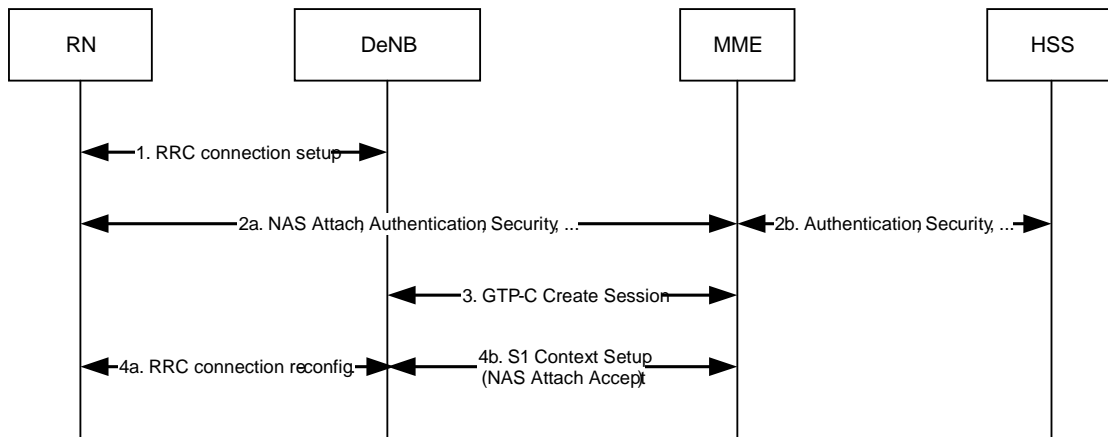 RN
DeNB
MME
HSS
1. RRC connection setup
2a. NAS Attach, Authentication, Security, ...
2b. Authentication, Security, ...
3. GTP-C Create Session
4a. RRC connection reconfig.
4b. S1 Context Setup
(NAS Attach Accept)